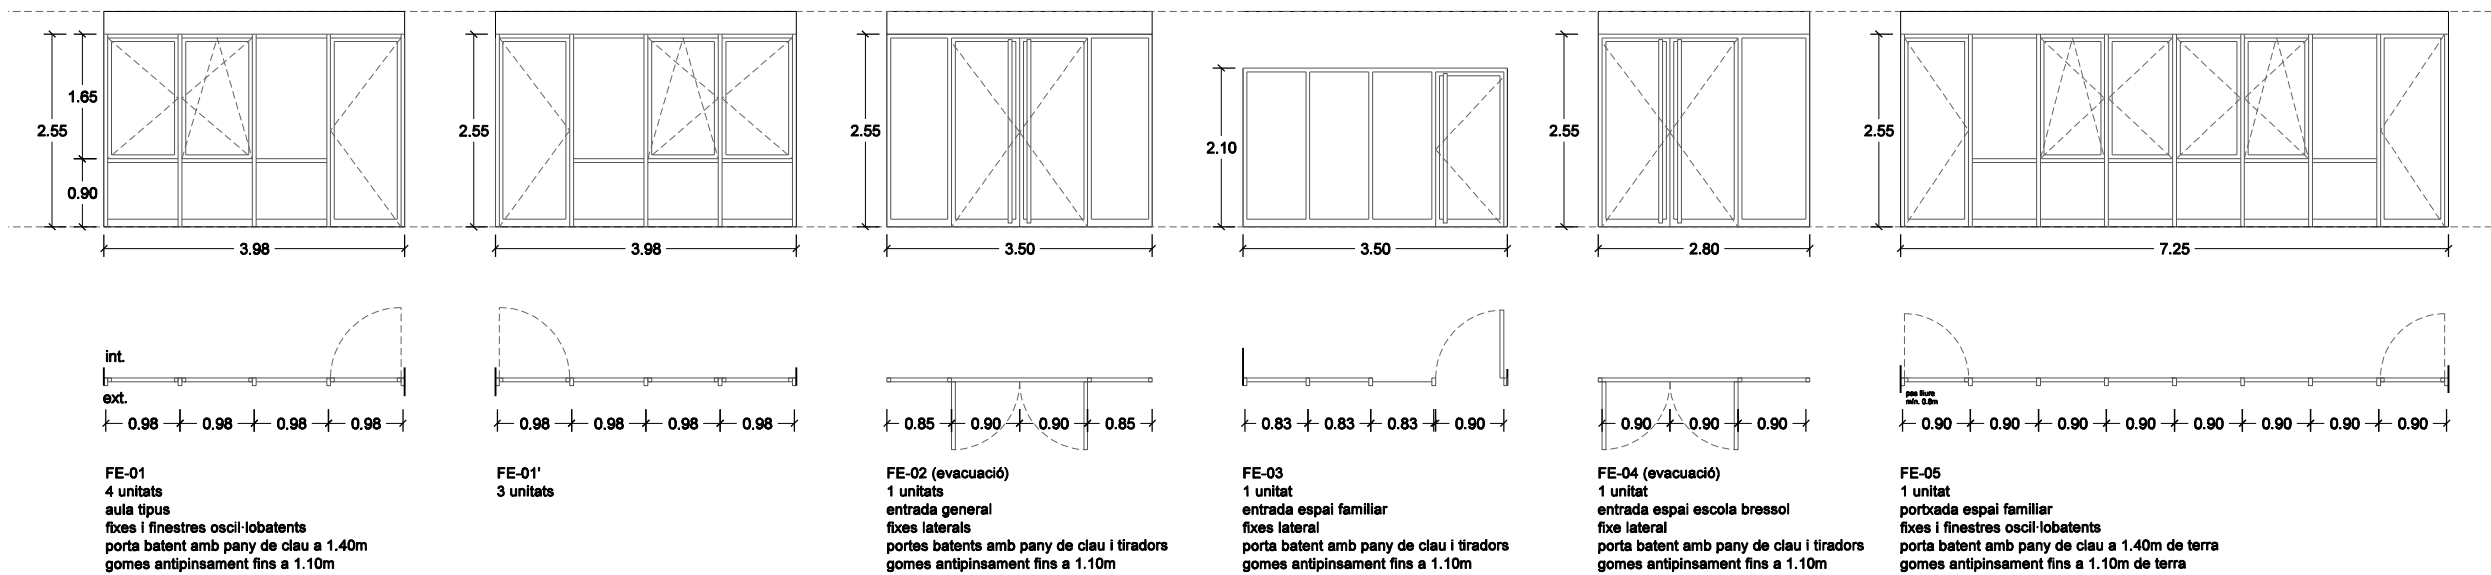 2.55
1.65
0.90
3.98
2.55
3.98
2.55
3.50
2.10
3.50
2.55
2.80
2.55
7.25
int.
ext.
0.98 0.98 0.98 0.98
0.98 0.98 0.98 0.98
0.85 0.90 0.90 0.85
0.83 0.83 0.83 0.90
0.90 0.90 0.90
pas lliure
min. 0.8m
0.90 0.90 0.90 0.90 0.90 0.90 0.90 0.90
FE-01
4 unitats
aula tipus
fixes i finestres oscil·lobatents
porta batent amb pany de clau a 1.40m
gomes antipinsament fins a 1.10m
FE-01'
3 unitats
FE-02 (evacuació)
1 unitats
entrada general
fixes laterals
portes batents amb pany de clau i tiradors
gomes antipinsament fins a 1.10m
FE-03
1 unitat
entrada espai familiar
fixes lateral
porta batent amb pany de clau i tiradors
gomes antipinsament fins a 1.10m
FE-04 (evacuació)
1 unitat
entrada espai escola bressol
fixe lateral
porta batent amb pany de clau i tiradors
gomes antipinsament fins a 1.10m
FE-05
1 unitat
portxada espai familiar
fixes i finestres oscil·lobatents
porta batent amb pany de clau a 1.40m de terra
gomes antipinsament fins a 1.10m de terra